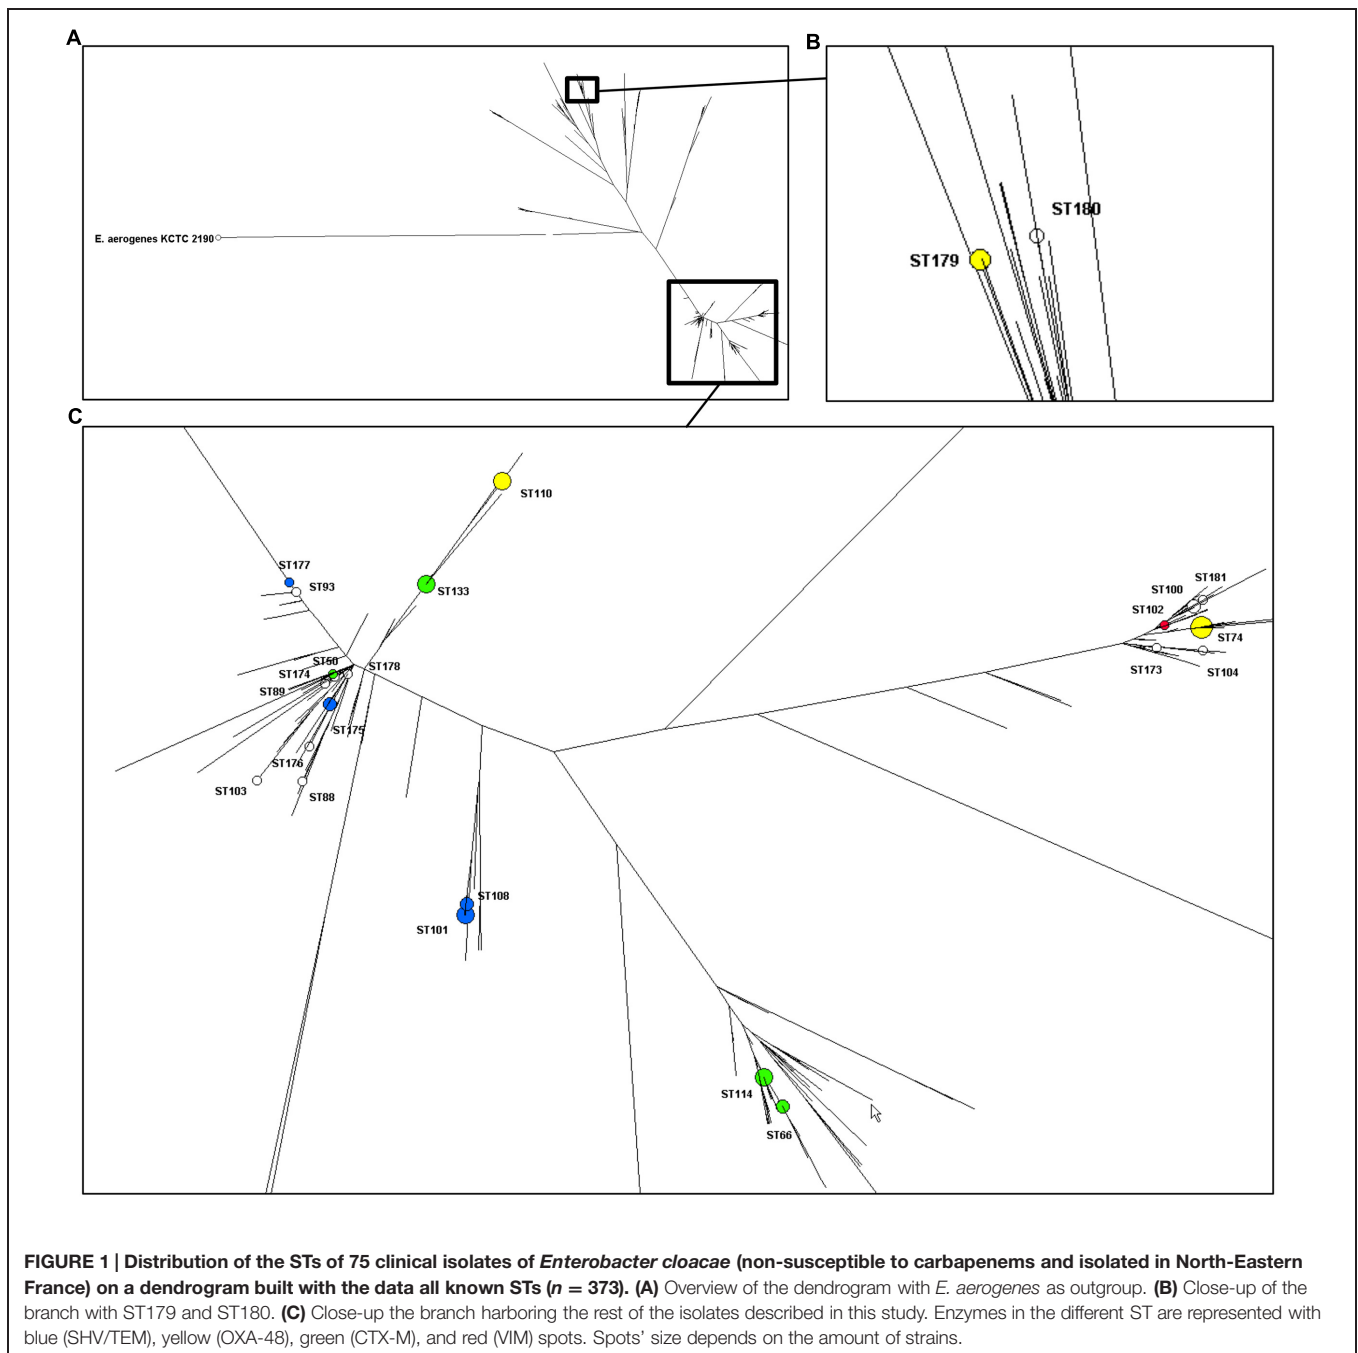 A
B
E. aerogenes KCTC 2190
ST180
ST179
C
ST110
ST177
ST93
ST133
ST181
ST100
ST102
ST74
ST173
ST104
ST50
ST178
ST174
ST89
ST175
ST176
ST103
ST88
ST108
ST101
ST114
ST66
FIGURE 1 | Distribution of the STs of 75 clinical isolates of Enterobacter cloacae (non-susceptible to carbapenems and isolated in North-Eastern
France) on a dendrogram built with the data all known STs (n = 373). (A) Overview of the dendrogram with E. aerogenes as outgroup. (B) Close-up of the
branch with ST179 and ST180. (C) Close-up the branch harboring the rest of the isolates described in this study. Enzymes in the different ST are represented with
blue (SHV/TEM), yellow (OXA-48), green (CTX-M), and red (VIM) spots. Spots' size depends on the amount of strains.